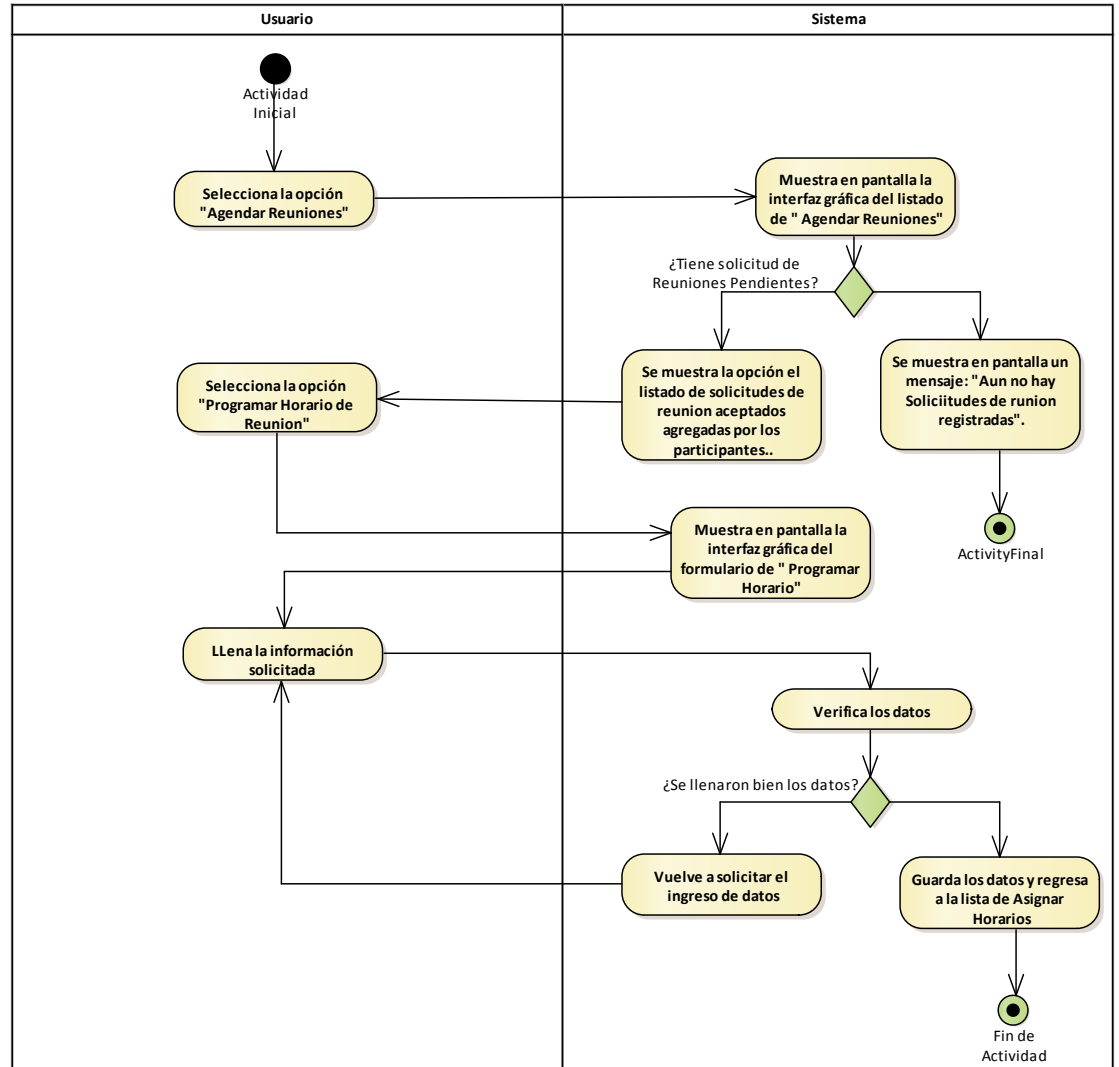 Usuario
Sistema
Actividad
Inicial
Selecciona la opción
"Agendar Reuniones"
Muestra en pantalla la
interfaz gráfica del listado
de " Agendar Reuniones"
¿Tiene solicitud de
Reuniones Pendientes?
Selecciona la opción
"Programar Horario de
Reunion"
Se muestra la opción el
listado de solicitudes de
reunion aceptados
agregadas por los
participantes..
Se muestra en pantalla un
mensaje: "Aun no hay
Soliciitudes de runion
registradas".
ActivityFinal
Muestra en pantalla la
interfaz gráfica del
formulario de " Programar
Horario"
LLena la información
solicitada
Verifica los datos
¿Se llenaron bien los datos?
Vuelve a solicitar el
ingreso de datos
Guarda los datos y regresa
a la lista de Asignar
Horarios
Fin de
Actividad